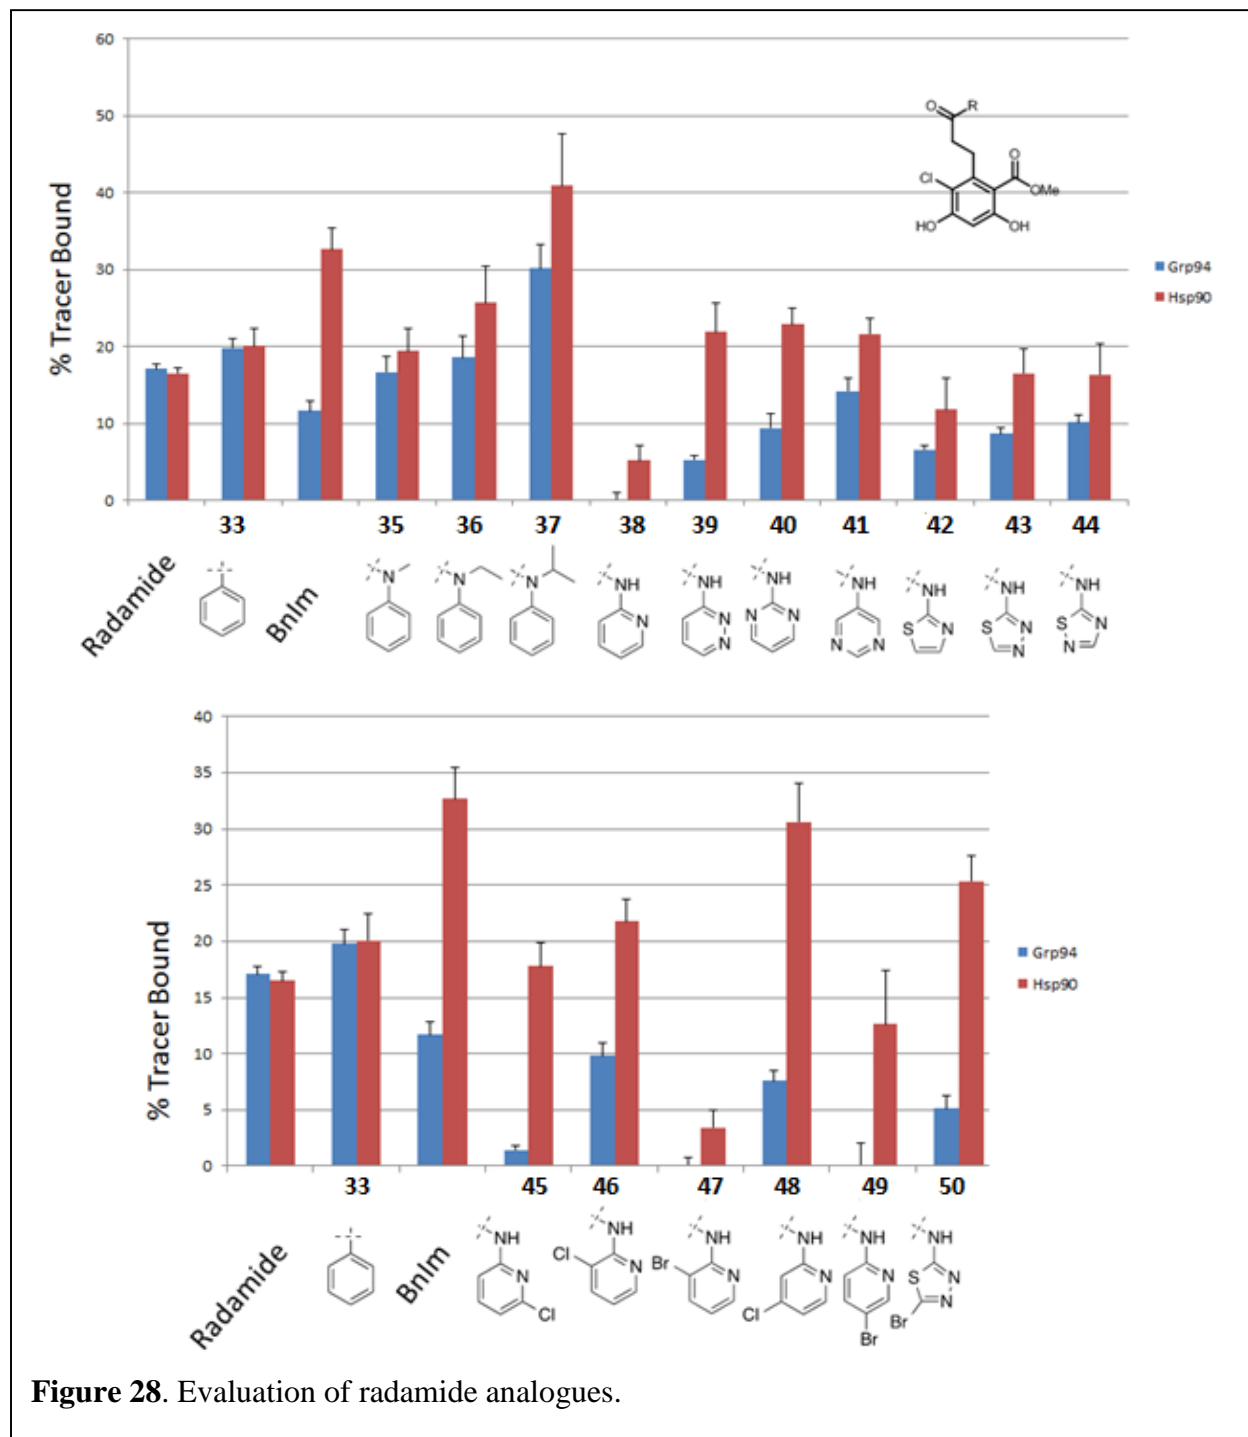 60
50
40
30
20
10
0
% Tracer Bound
O R
Cl O
OMe
HO OH
Grp94
Hsp90
33 35 36 37 38 39 40 41 42 43 44
Radamide BnIm
N N N NH NH NH NH NH NH NH
N N N N N N N S N S N N S N N
40
35
30
25
20
15
10
5
0
% Tracer Bound
Grp94
Hsp90
33 45 46 47 48 49 50
Radamide BnIm
NH NH NH NH NH NH
N Cl Cl N Br N Cl N N Br S N N Br
Figure 28. Evaluation of radamide analogues.